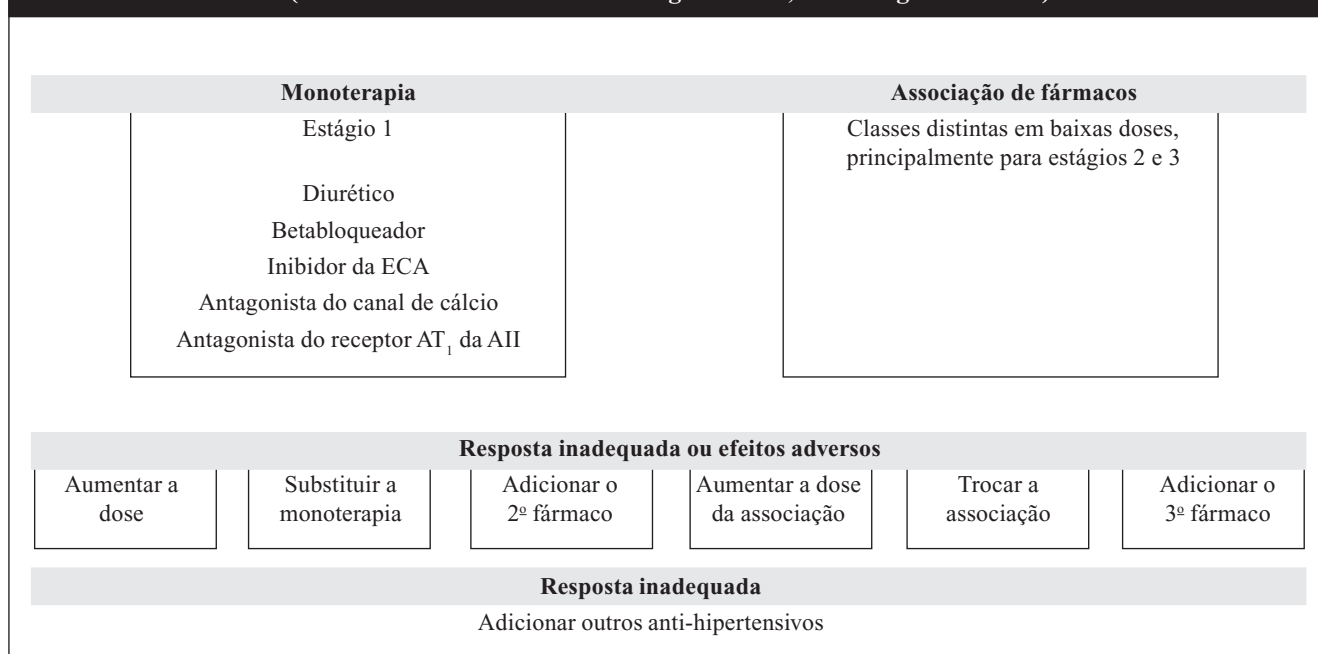 Monoterapia
Associação de fármacos
Estágio 1
Diurético
Betabloqueador
Inibidor da ECA
Antagonista do canal de cálcio
Antagonista do receptor AT1 da AII
Classes distintas em baixas doses,
principalmente para estágios 2 e 3
Resposta inadequada ou efeitos adversos
Aumentar a
dose
Substituir a
monoterapia
Adicionar o
2º fármaco
Aumentar a dose
da associação
Trocar a
associação
Adicionar o
3º fármaco
Resposta inadequada
Adicionar outros anti-hipertensivos